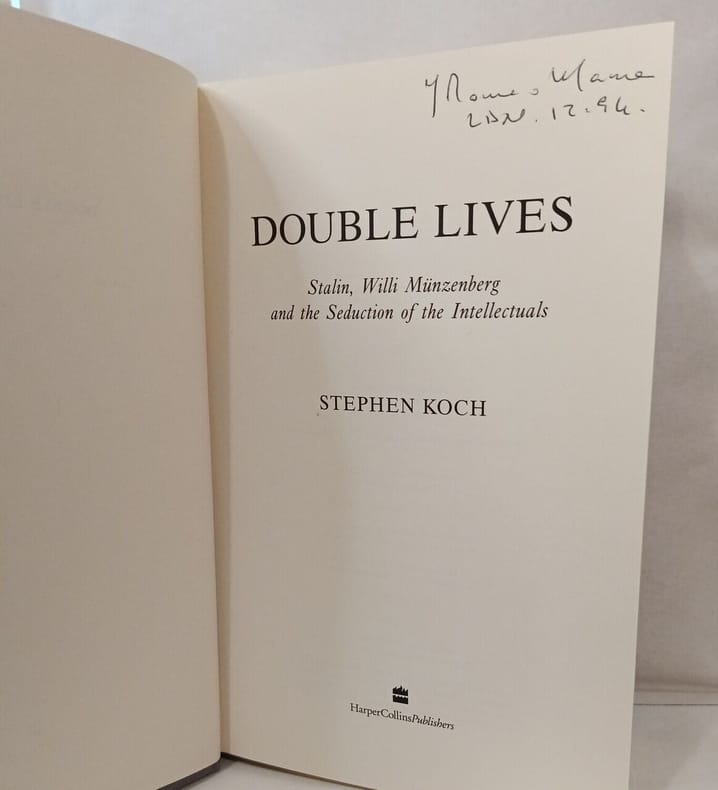 LDN. 12.94.
DOUBLE LIVES
Stalin, Willi Münzenberg
and the Seduction of the Intellectuals
STEPHEN KOCH
HarperCollinsPublishers